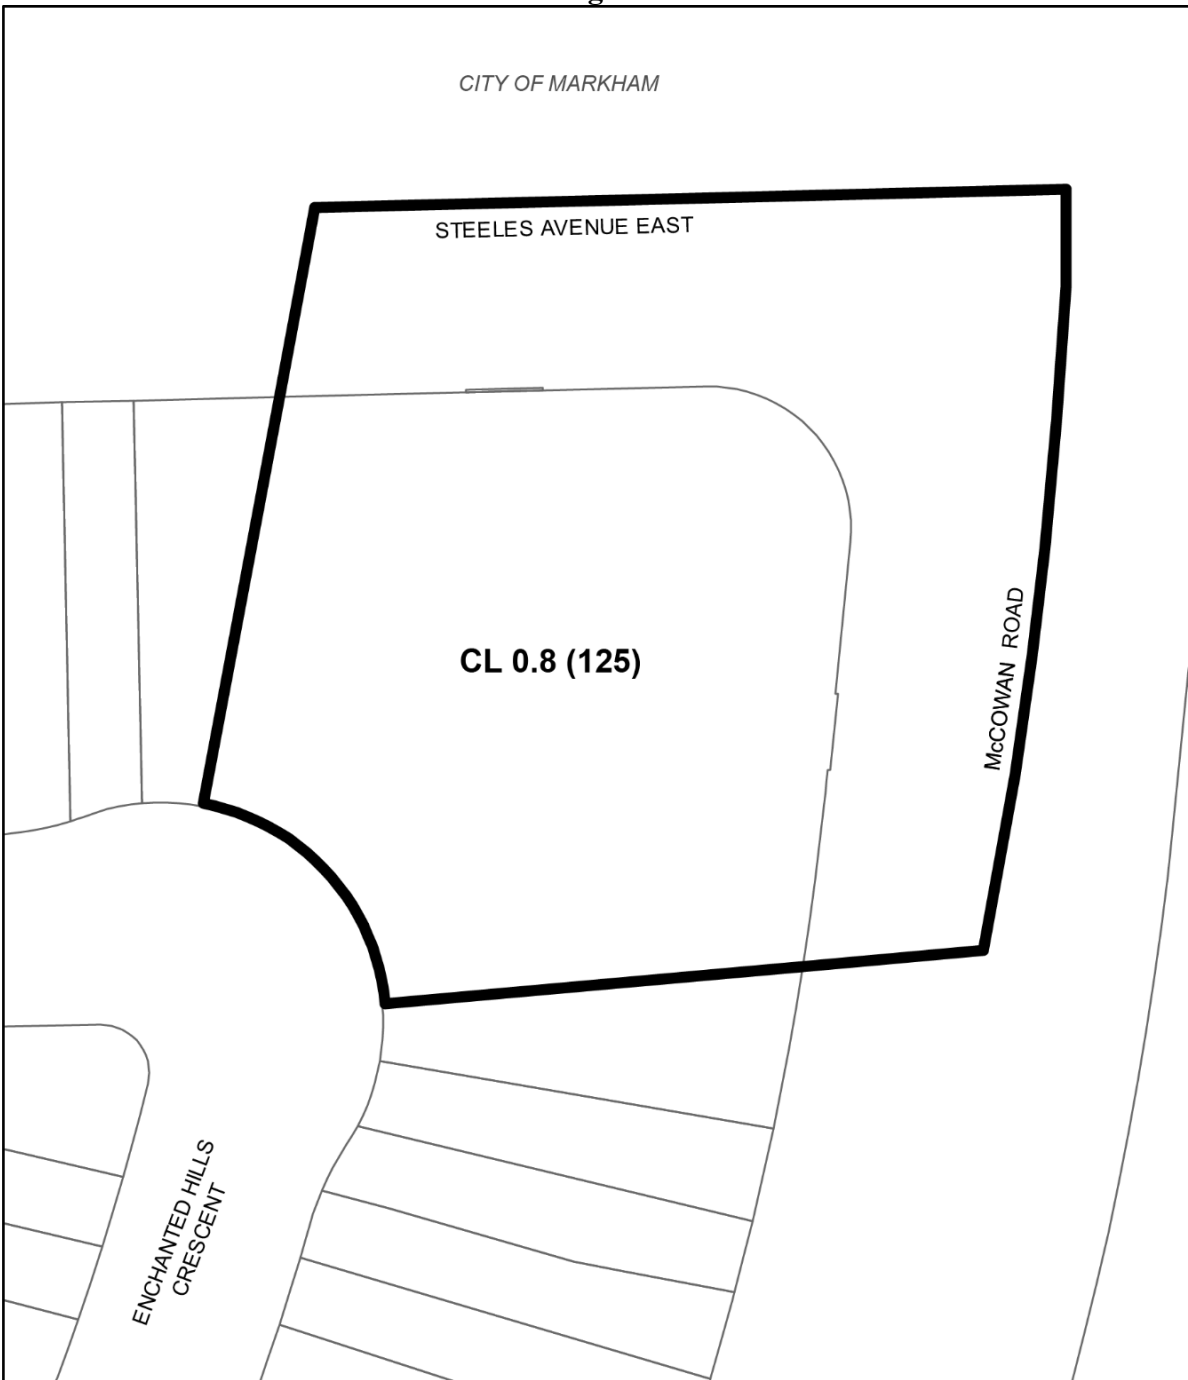 CITY OF MARKHAM
STEELES AVENUE EAST
CL 0.8 (125)
McCOWAN ROAD
ENCHANTED HILLS
CRESCENT